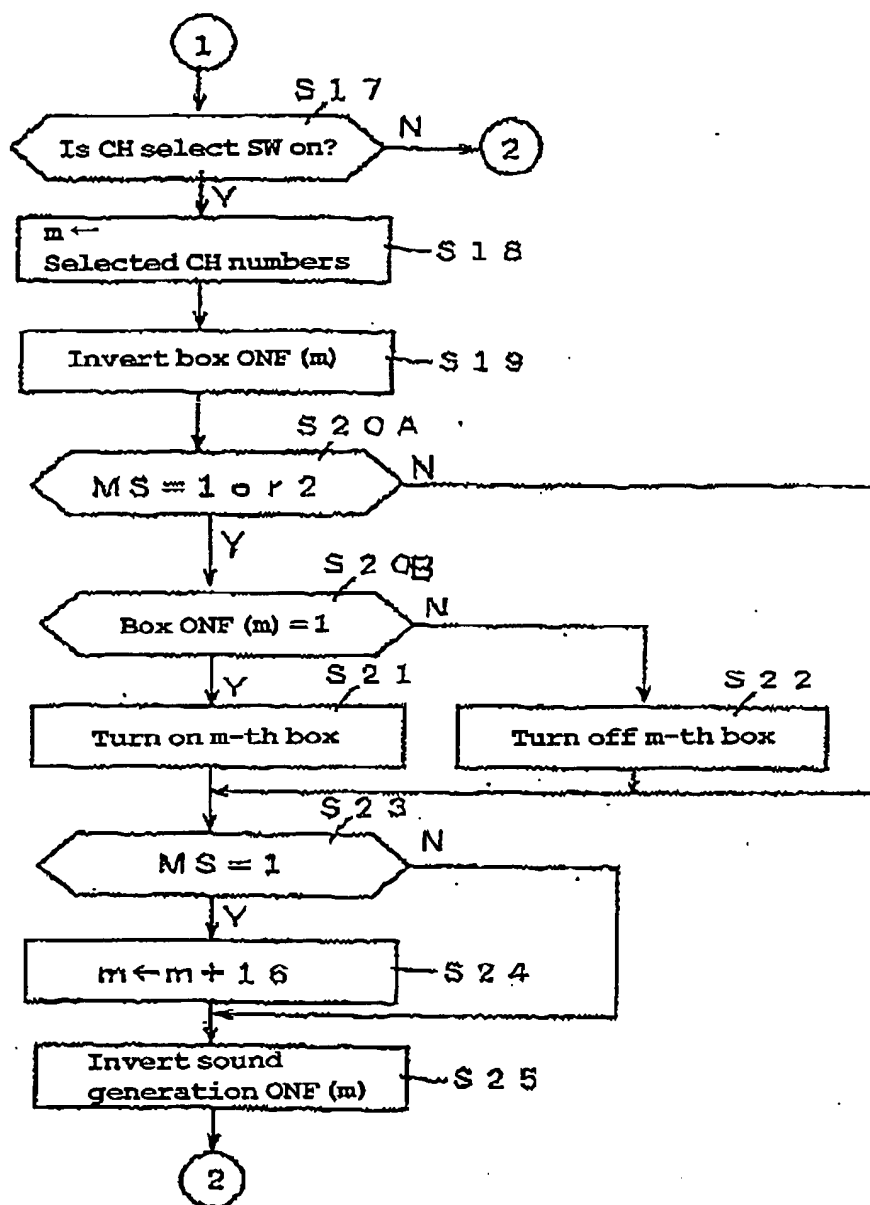 1
S17
Is CH select SW on?
N
2
Y
m ←
Selected CH numbers
S18
Invert box ONF (m)
S19
S20A
MS = 1 or 2
N
Y
S20B
Box ONF (m) = 1
N
Y
S21
Turn on m-th box
S22
Turn off m-th box
S23
MS = 1
N
Y
m ← m + 16
S24
Invert sound
generation ONF (m)
S25
2